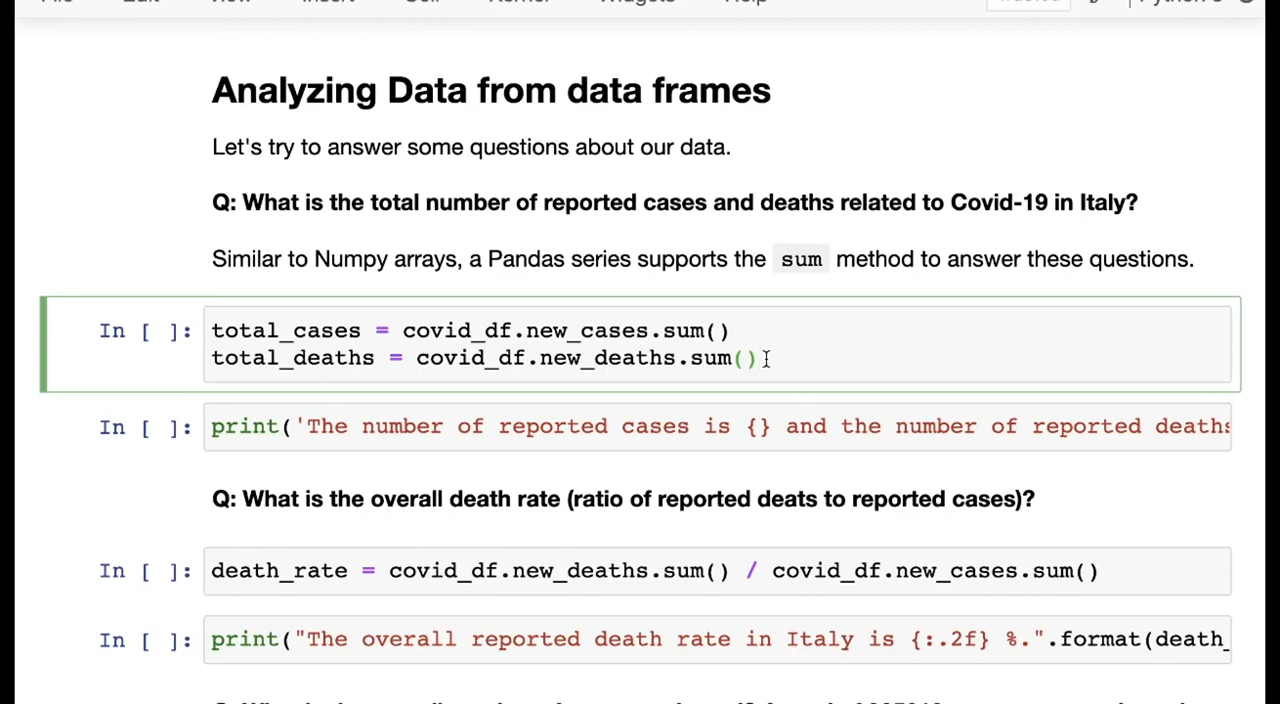 Analyzing Data from data frames
Let's try to answer some questions about our data.
Q: What is the total number of reported cases and deaths related to Covid-19 in Italy?
Similar to Numpy arrays, a Pandas series supports the sum method to answer these questions.
In [ ]: total_cases = covid_df.new_cases.sum()
total_deaths = covid_df.new_deaths.sum()
In [ ]: print('The number of reported cases is {} and the number of reported deaths
Q: What is the overall death rate (ratio of reported deats to reported cases)?
In [ ]: death_rate = covid_df.new_deaths.sum() / covid_df.new_cases.sum()
In [ ]: print("The overall reported death rate in Italy is {:.2f} %.".format(death_